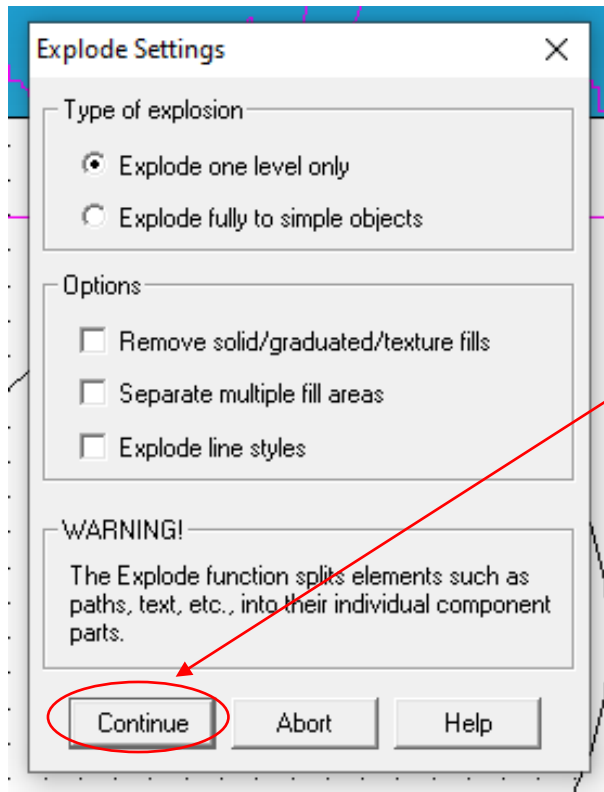 Explode Settings
Type of explosion
Explode one level only
Explode fully to simple objects
Options
Remove solid/graduated/texture fills
Separate multiple fill areas
Explode line styles
WARNING!
The Explode function splits elements such as
paths, text, etc., into their individual component
parts.
Continue Abort Help